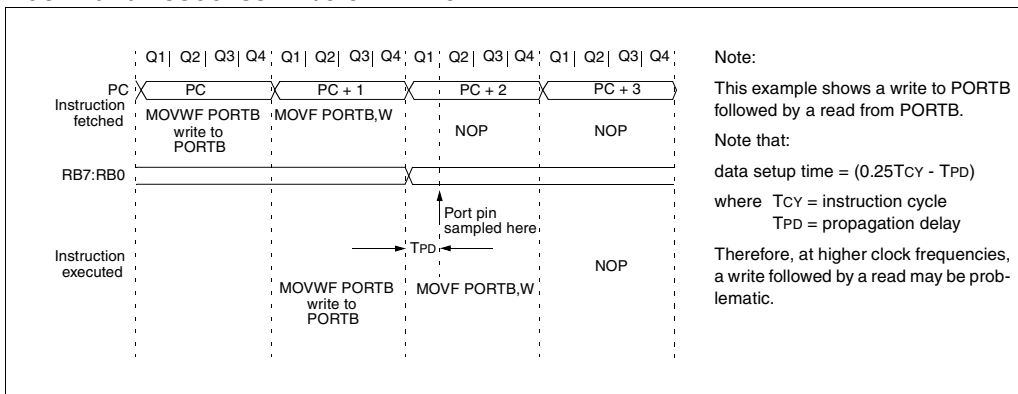 Q1| Q2| Q3| Q4 Q1| Q2| Q3| Q4 Q1| Q2| Q3| Q4 Q1| Q2| Q3| Q4
PC
PC
PC + 1
PC + 2
PC + 3
Instruction
fetched
MOVWF PORTB
write to
PORTB
MOVF PORTB,W
NOP
NOP
RB7:RB0
Port pin
sampled here
TPD
Instruction
executed
MOVWF PORTB
write to
PORTB
MOVF PORTB,W
NOP
Note:
This example shows a write to PORTB
followed by a read from PORTB.
Note that:
data setup time = (0.25TCY - TPD)
where TCY = instruction cycle
TPD = propagation delay
Therefore, at higher clock frequencies,
a write followed by a read may be prob-
lematic.